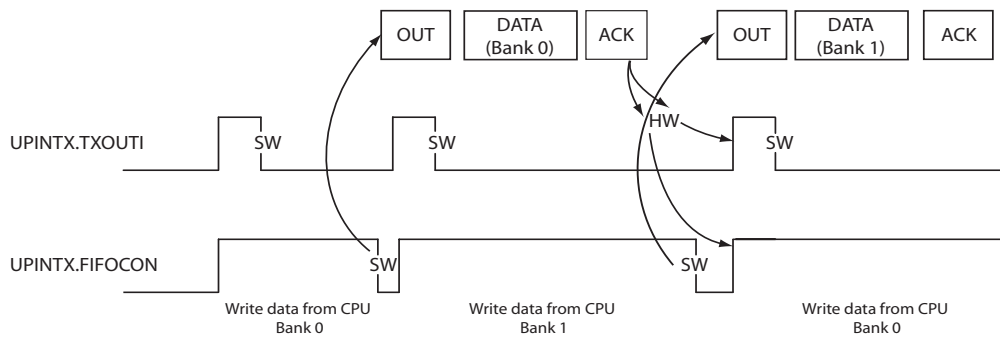 OUT DATA (Bank 0) ACK OUT DATA (Bank 1) ACK
HW
UPINTX.TXOUTI SW SW SW
UPINTX.FIFOCON SW SW
Write data from CPU Write data from CPU Write data from CPU
Bank 0 Bank 1 Bank 0